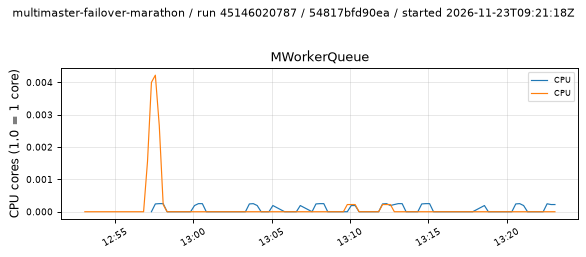 multimaster-failover-marathon / run 45146020787 / 54817bfd90ea / started 2026-11-23T09:21:18Z
MWorkerQueue
CPU cores (1.0 = 1 core)
0.004
0.003
0.002
0.001
0.000
CPU
CPU
12:55
13:00
13:05
13:10
13:15
13:20